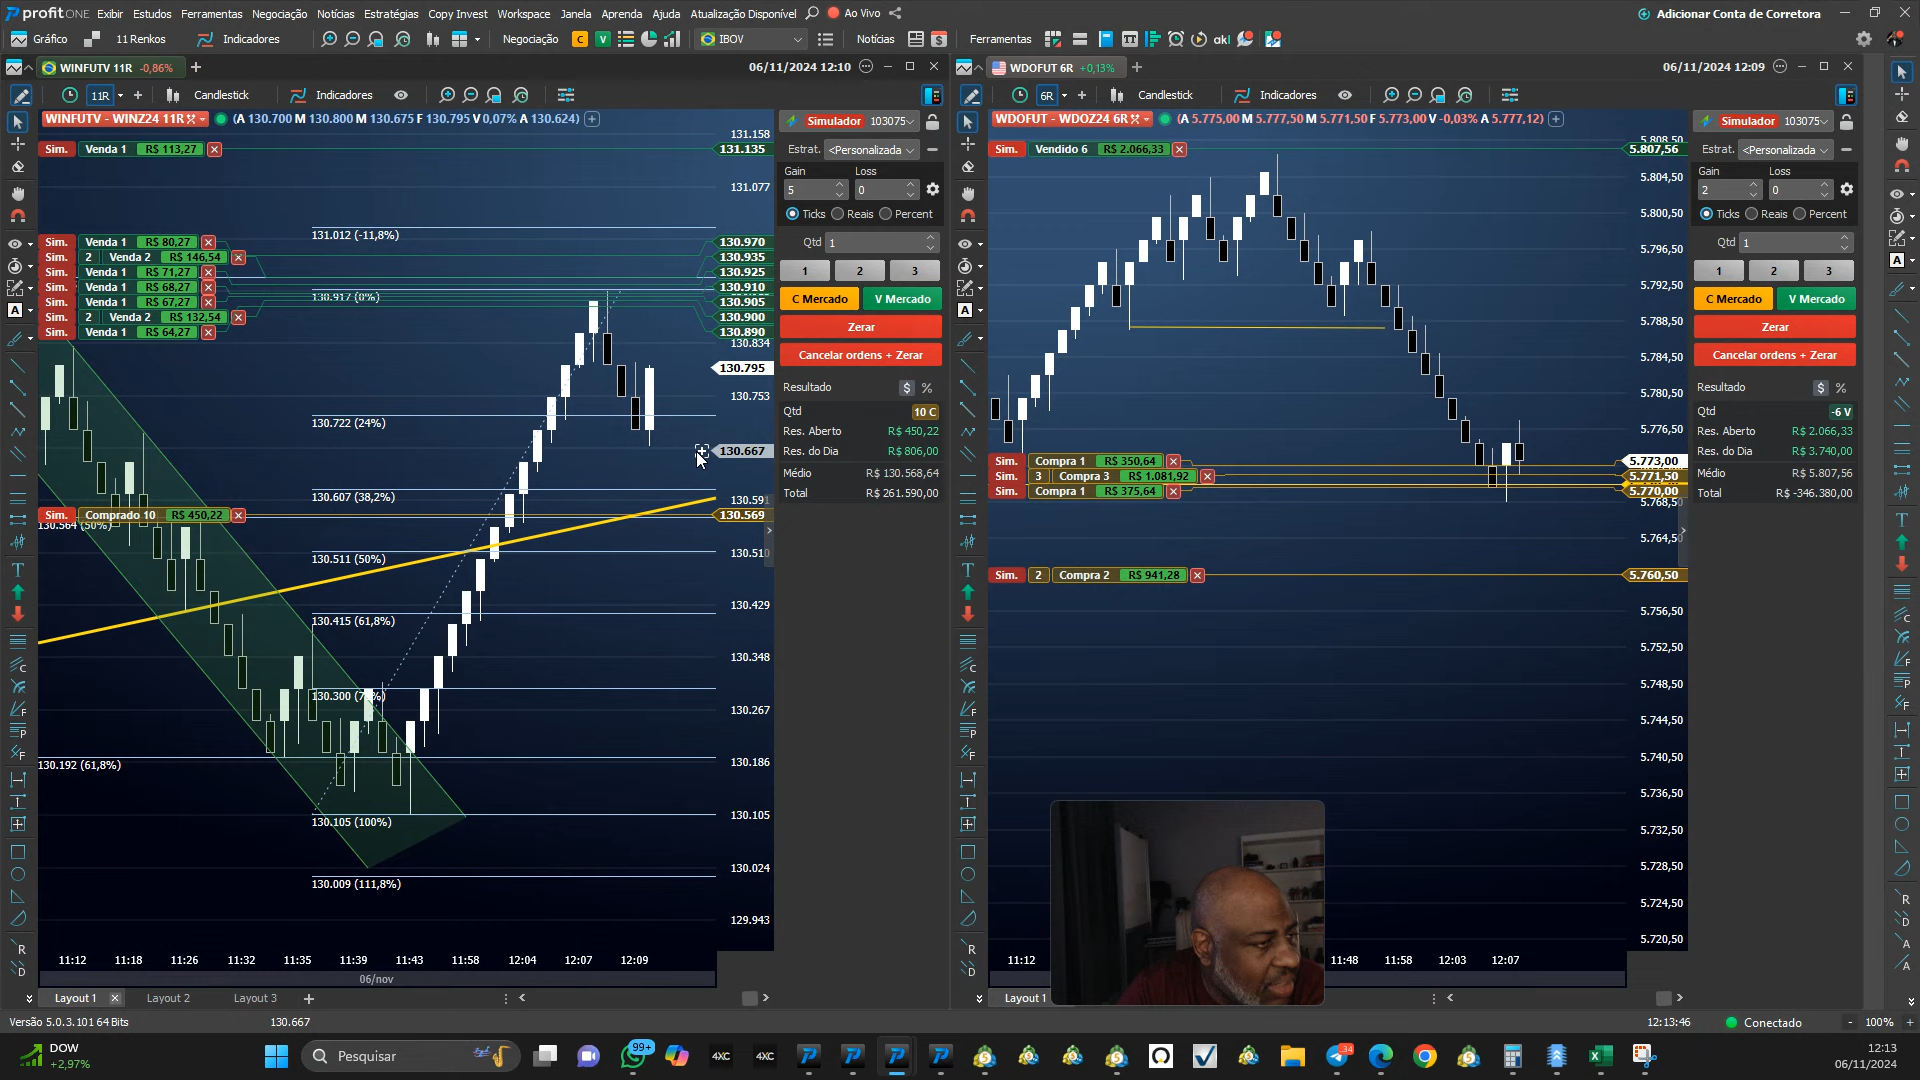 profit ONE Exibir Estudos Ferramentas Negociação Notícias Estratégias Copy Invest Workspace Janela Aprenda Ajuda Atualização Disponível Ao Vivo Adicionar Conta de Corretora
Gráfico 11 Renkos Indicadores Negociação C V IBOV Notícias Ferramentas akl
WINFUTV 11R -0,86% +
06/11/2024 12:10
11R + Candlestick Indicadores
WINFUTV - WINZ24 11R (A 130.700 M 130.800 M 130.675 F 130.795 V 0,07% A 130.624)
131.158
Sim. Venda 1 R$ 113,27 131.135
131.077
131.012 (-11,8%)
Sim. Venda 1 R$ 80,27 130.970
Sim. 2 Venda 2 R$ 146,54 130.935
Sim. Venda 1 R$ 71,27 130.925
Sim. Venda 1 R$ 68,27 130.910
130.917 (0%)
Sim. Venda 1 R$ 67,27 130.905
Sim. 2 Venda 2 R$ 132,54 130.900
Sim. Venda 1 R$ 64,27 130.890
130.834
130.795
130.753
130.722 (24%)
130.667
130.607 (38,2%)
130.591
Sim. Comprado 10 R$ 450,22 130.569
130.564 (50%)
130.511 (50%)
130.510
130.429
130.415 (61,8%)
130.348
130.300
130.267
130.192 (61,8%)
130.186
130.105 (100%)
130.105
130.024
130.009 (111,8%)
129.943
11:12 11:18 11:26 11:32 11:35 11:39 11:43 11:58 12:04 12:07 12:09
06/nov
Layout 1 Layout 2 Layout 3 +
Simulador 103075
Estrat. <Personalizada
Gain Loss
5 0
Ticks Reais Percent
Qtd 1
1 2 3
C Mercado V Mercado
Zerar
Cancelar ordens + Zerar
Resultado $ %
Qtd 10 C
Res. Aberto R$ 450,22
Res. do Dia R$ 806,00
Médio R$ 130.568,64
Total R$ 261.590,00
WDOFUT 6R +0,13% +
06/11/2024 12:09
6R + Candlestick Indicadores
WDOFUT - WDOZ24 6R (A 5.775,00 M 5.777,50 M 5.771,50 F 5.773,00 V -0,03% A 5.777,12)
5.808,50
Sim. Vendido 6 R$ 2.066,33 5.807,56
5.804,50
5.800,50
5.796,50
5.792,50
5.788,50
5.784,50
5.780,50
5.776,50
Sim. Compra 1 R$ 350,64 5.773,00
Sim. 3 Compra 3 R$ 1.081,92 5.771,50
Sim. Compra 1 R$ 375,64 5.770,00
5.768,50
5.764,50
Sim. 2 Compra 2 R$ 941,28 5.760,50
5.756,50
5.752,50
5.748,50
5.744,50
5.740,50
5.736,50
5.732,50
5.728,50
5.724,50
5.720,50
11:12 11:48 11:58 12:03 12:07
Layout 1
Simulador 103075
Estrat. <Personalizada
Gain Loss
2 0
Ticks Reais Percent
Qtd 1
1 2 3
C Mercado V Mercado
Zerar
Cancelar ordens + Zerar
Resultado $ %
Qtd -6 V
Res. Aberto R$ 2.066,33
Res. do Dia R$ 3.740,00
Médio R$ 5.807,56
Total R$ -346.380,00
Versão 5.0.3.101 64 Bits 130.667 12:13:46 Conectado - 100% +
DOW
+2,97%
Pesquisar
99+
4XC 4XC
34
12:13
06/11/2024